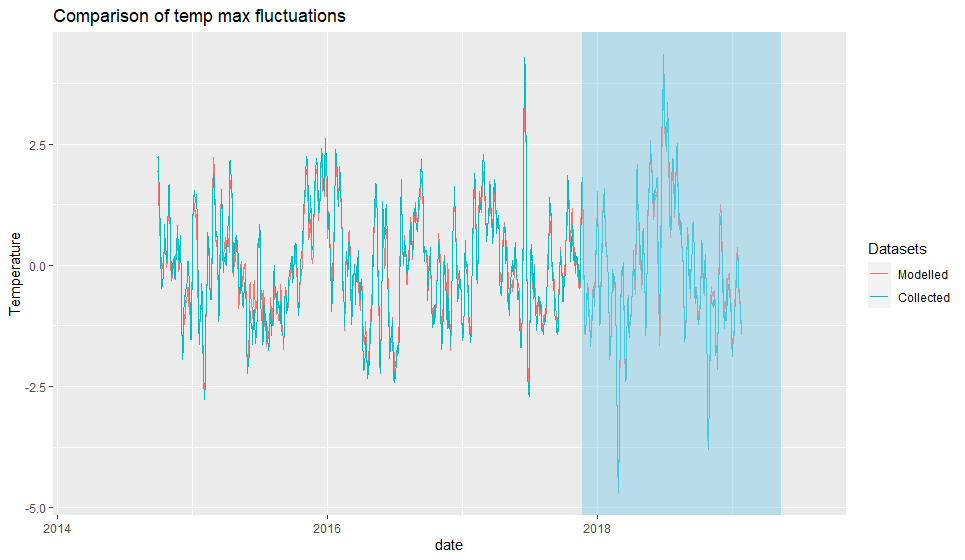 Comparison of temp max fluctuations
Temperature
2.5
0.0
-2.5
-5.0
2014
2016
2018
date
Datasets
Modelled
Collected